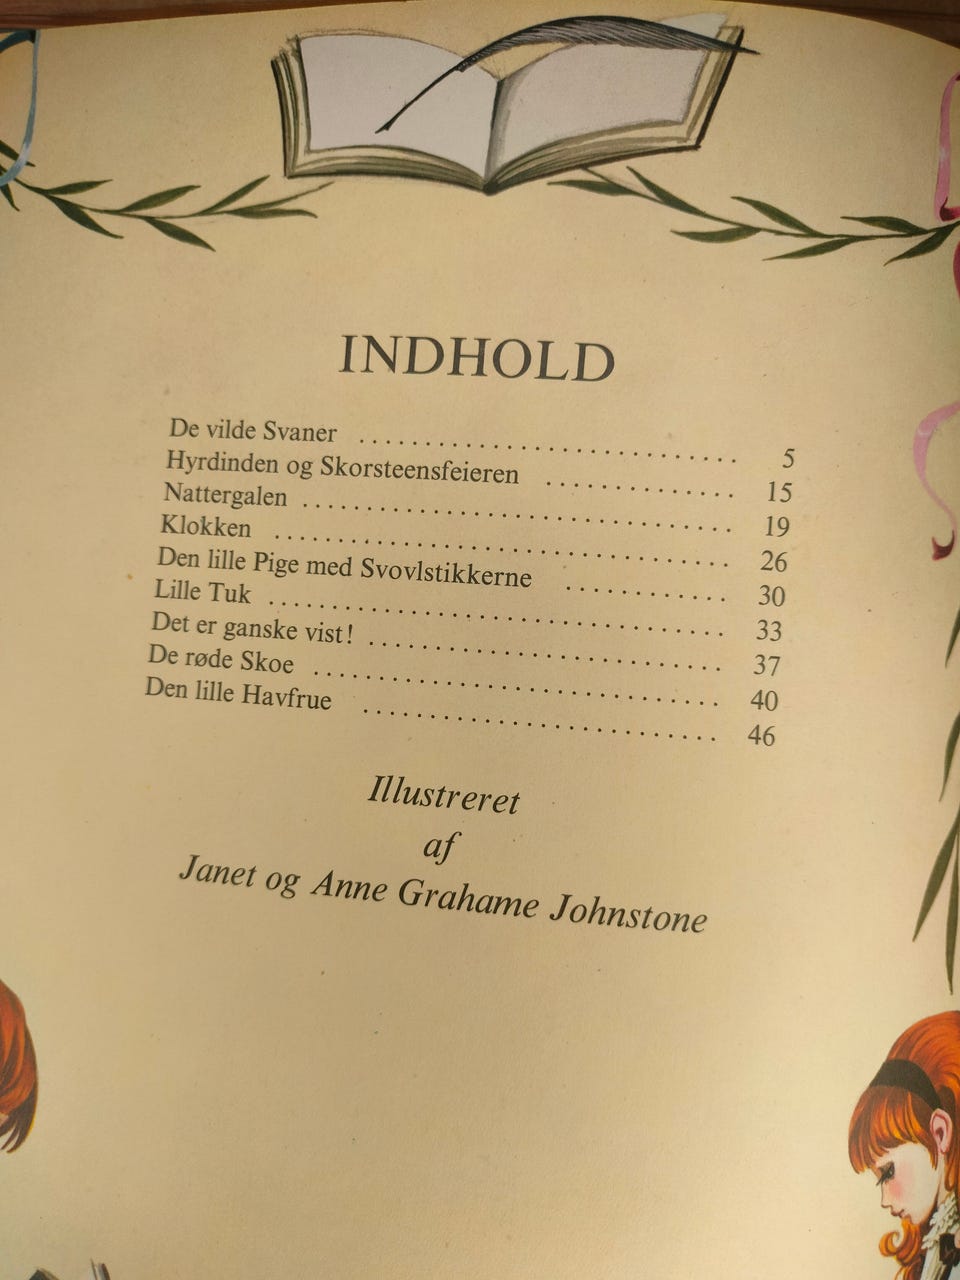 INDHOLD
De vilde Svaner ............................. 5
Hyrdinden og Skorsteensfeieren ............... 15
Nattergalen ................................. 19
Klokken ................................... 26
Den lille Pige med Svovlstikkerne ............. 30
Lille Tuk ................................... 33
Det er ganske vist! ........................... 37
De røde Skoe ............................... 40
Den lille Havfrue ........................... 46
Illustreret
af
Janet og Anne Grahame Johnstone